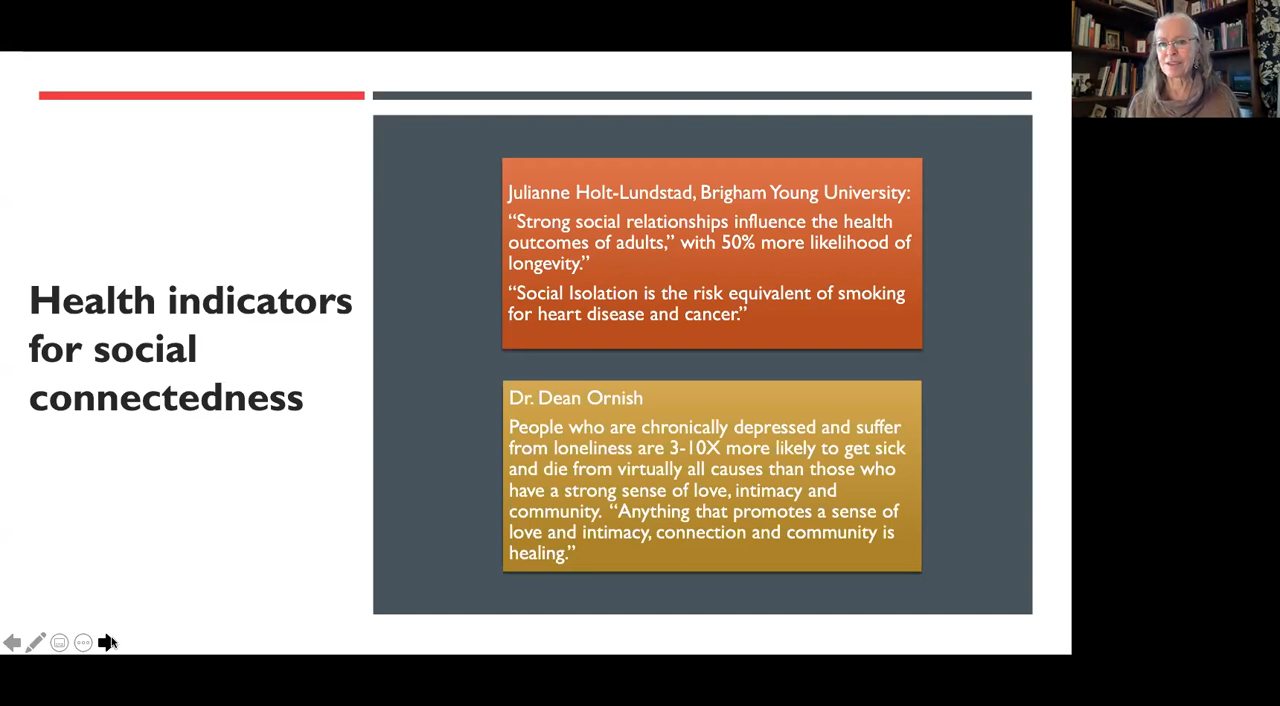 Health indicators
for social
connectedness
Julianne Holt-Lundstad, Brigham Young University:
“Strong social relationships influence the health
outcomes of adults,” with 50% more likelihood of
longevity.”
“Social Isolation is the risk equivalent of smoking
for heart disease and cancer.”
Dr. Dean Ornish
People who are chronically depressed and suffer
from loneliness are 3-10X more likely to get sick
and die from virtually all causes than those who
have a strong sense of love, intimacy and
community. “Anything that promotes a sense of
love and intimacy, connection and community is
healing.”